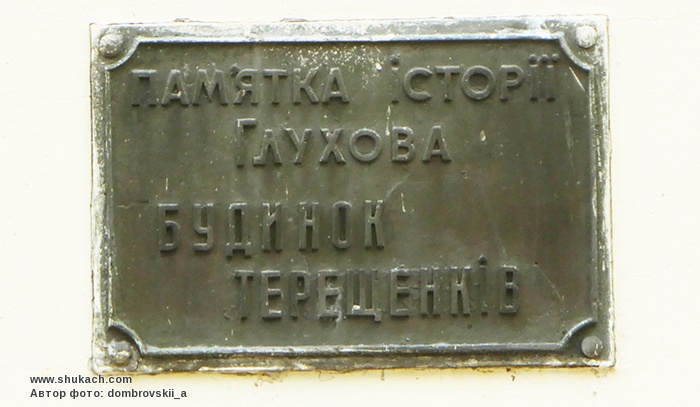 ПАМ'ЯТКА ІСТОРІЇ
ГЛУХОВА
БУДИНОК
ТЕРЕЩЕНКІВ
www.shukach.com
Автор фото: dombrovskii_a